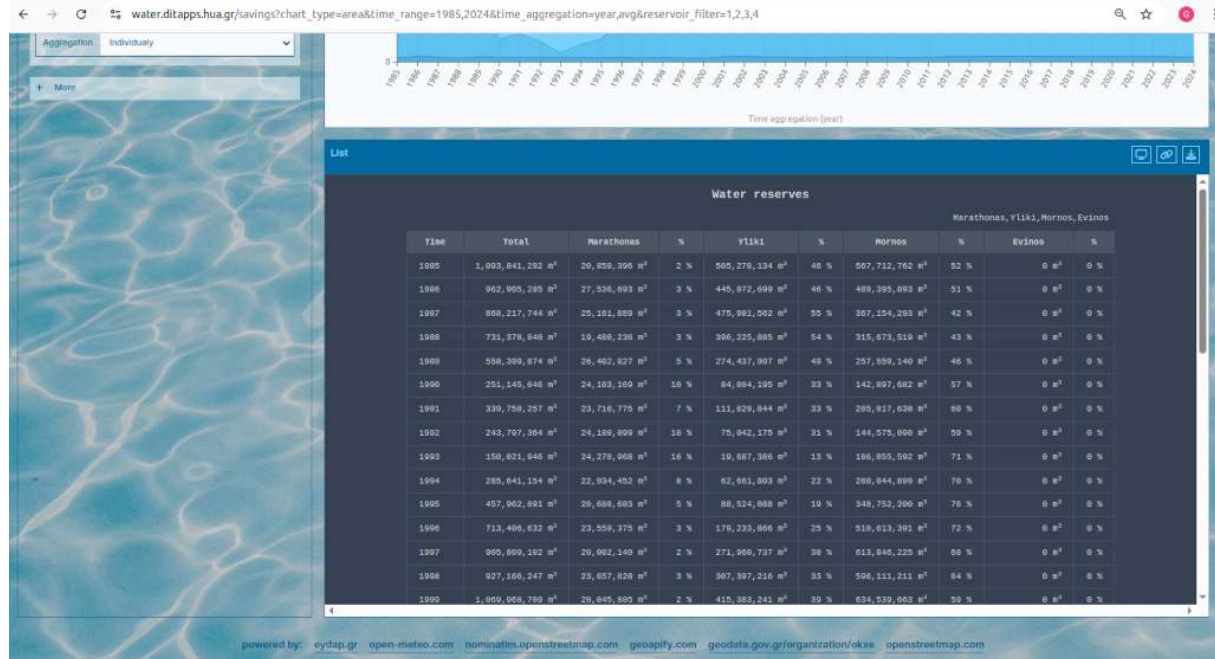 water.ditapps.hua.gr/savings?chart_type=area&time_range=1985,2024&time_aggregation=year,avg&reservoir_filter=1,2,3,4
G
Aggregation Individualy
+ More
0
1985 1986 1987 1988 1989 1990 1991 1992 1993 1994 1995 1996 1997 1998 1999 2000 2001 2002 2003 2004 2005 2006 2007 2008 2009 2010 2011 2012 2013 2014 2015 2016 2017 2018 2019 2020 2021 2022 2023 2024
Time aggregation (year)
List
Water reserves
Marathonas,Yliki,Mornos,Evinos
Time Total Marathonas % Yliki % Mornos % Evinos %
1985 1,093,841,292 m³ 20,850,396 m³ 2 % 505,278,134 m³ 46 % 567,712,762 m³ 52 % 0 m³ 0 %
1986 962,005,285 m³ 27,536,693 m³ 3 % 445,072,699 m³ 46 % 489,395,893 m³ 51 % 0 m³ 0 %
1987 868,217,744 m³ 25,161,889 m³ 3 % 475,901,562 m³ 55 % 367,154,293 m³ 42 % 0 m³ 0 %
1988 731,378,840 m³ 19,480,236 m³ 3 % 396,225,085 m³ 54 % 315,673,519 m³ 43 % 0 m³ 0 %
1989 558,399,874 m³ 26,402,827 m³ 5 % 274,437,907 m³ 49 % 257,559,140 m³ 46 % 0 m³ 0 %
1990 251,145,046 m³ 24,163,169 m³ 10 % 84,084,195 m³ 33 % 142,897,682 m³ 57 % 0 m³ 0 %
1991 339,758,257 m³ 23,710,775 m³ 7 % 111,029,844 m³ 33 % 205,017,638 m³ 60 % 0 m³ 0 %
1992 243,797,364 m³ 24,180,099 m³ 10 % 75,042,175 m³ 31 % 144,575,090 m³ 59 % 0 m³ 0 %
1993 150,021,946 m³ 24,278,968 m³ 16 % 19,687,386 m³ 13 % 106,055,592 m³ 71 % 0 m³ 0 %
1994 285,641,154 m³ 22,934,452 m³ 8 % 62,661,803 m³ 22 % 200,044,899 m³ 70 % 0 m³ 0 %
1995 457,962,891 m³ 20,686,603 m³ 5 % 88,524,088 m³ 19 % 348,752,200 m³ 76 % 0 m³ 0 %
1996 713,406,632 m³ 23,559,375 m³ 3 % 179,233,866 m³ 25 % 510,613,391 m³ 72 % 0 m³ 0 %
1997 905,809,102 m³ 20,002,140 m³ 2 % 271,960,737 m³ 30 % 613,846,225 m³ 68 % 0 m³ 0 %
1998 927,166,247 m³ 23,657,820 m³ 3 % 307,397,216 m³ 33 % 596,111,211 m³ 64 % 0 m³ 0 %
1999 1,069,968,709 m³ 20,045,805 m³ 2 % 415,383,241 m³ 39 % 634,539,663 m³ 59 % 0 m³ 0 %
powered by: eydap.gr open-meteo.com nominatim.openstreetmap.com geoapify.com geodata.gov.gr/organization/okxe openstreetmap.com